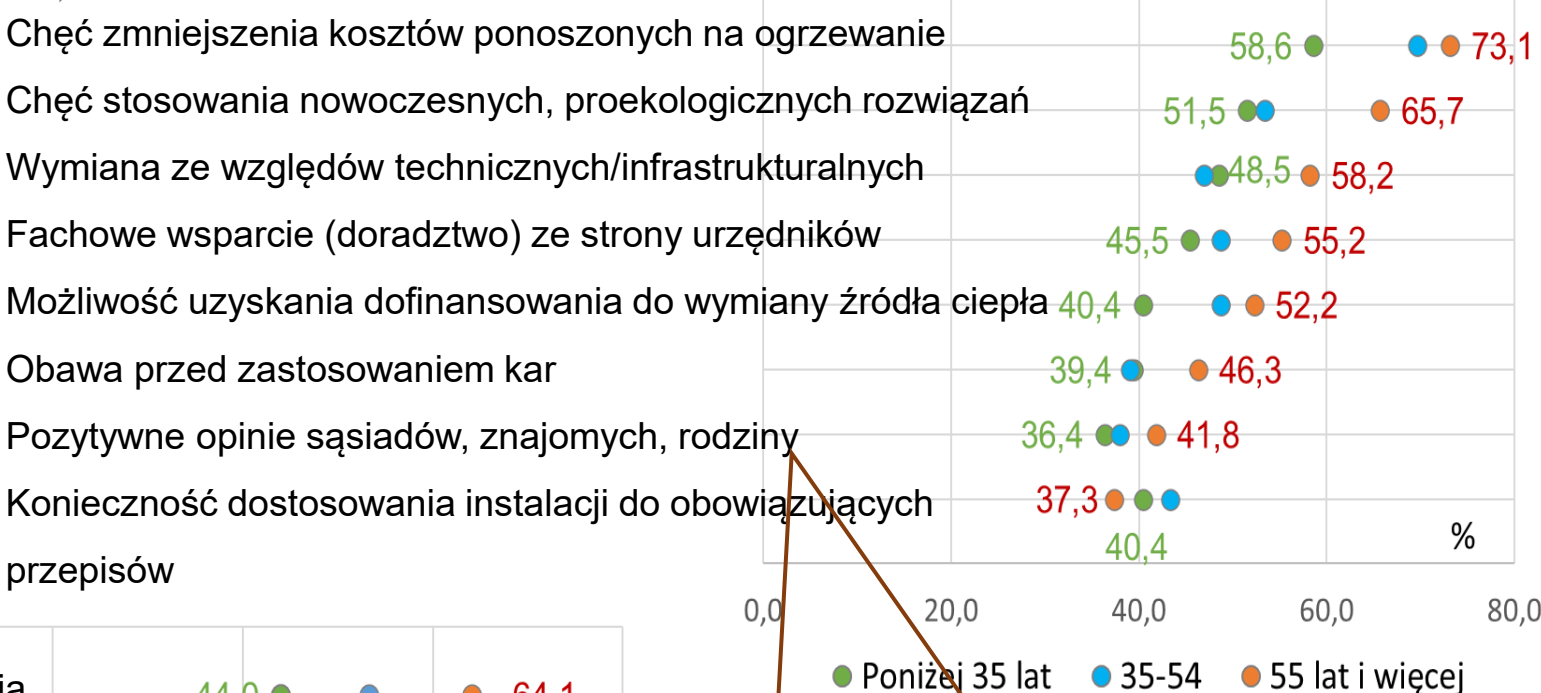 Chęć zmniejszenia kosztów ponoszonych na ogrzewanie 58,6 73,1
Chęć stosowania nowoczesnych, proekologicznych rozwiązań 51,5 65,7
Wymiana ze względów technicznych/infrastrukturalnych 48,5 58,2
Fachowe wsparcie (doradztwo) ze strony urzędników 45,5 55,2
Możliwość uzyskania dofinansowania do wymiany źródła ciepła 40,4 52,2
Obawa przed zastosowaniem kar 39,4 46,3
Pozytywne opinie sąsiadów, znajomych, rodziny 36,4 41,8
Konieczność dostosowania instalacji do obowiązujących 37,3
przepisów 40,4 %
0,0 20,0 40,0 60,0 80,0
Poniżej 35 lat 35-54 55 lat i więcej
44,0 64,1